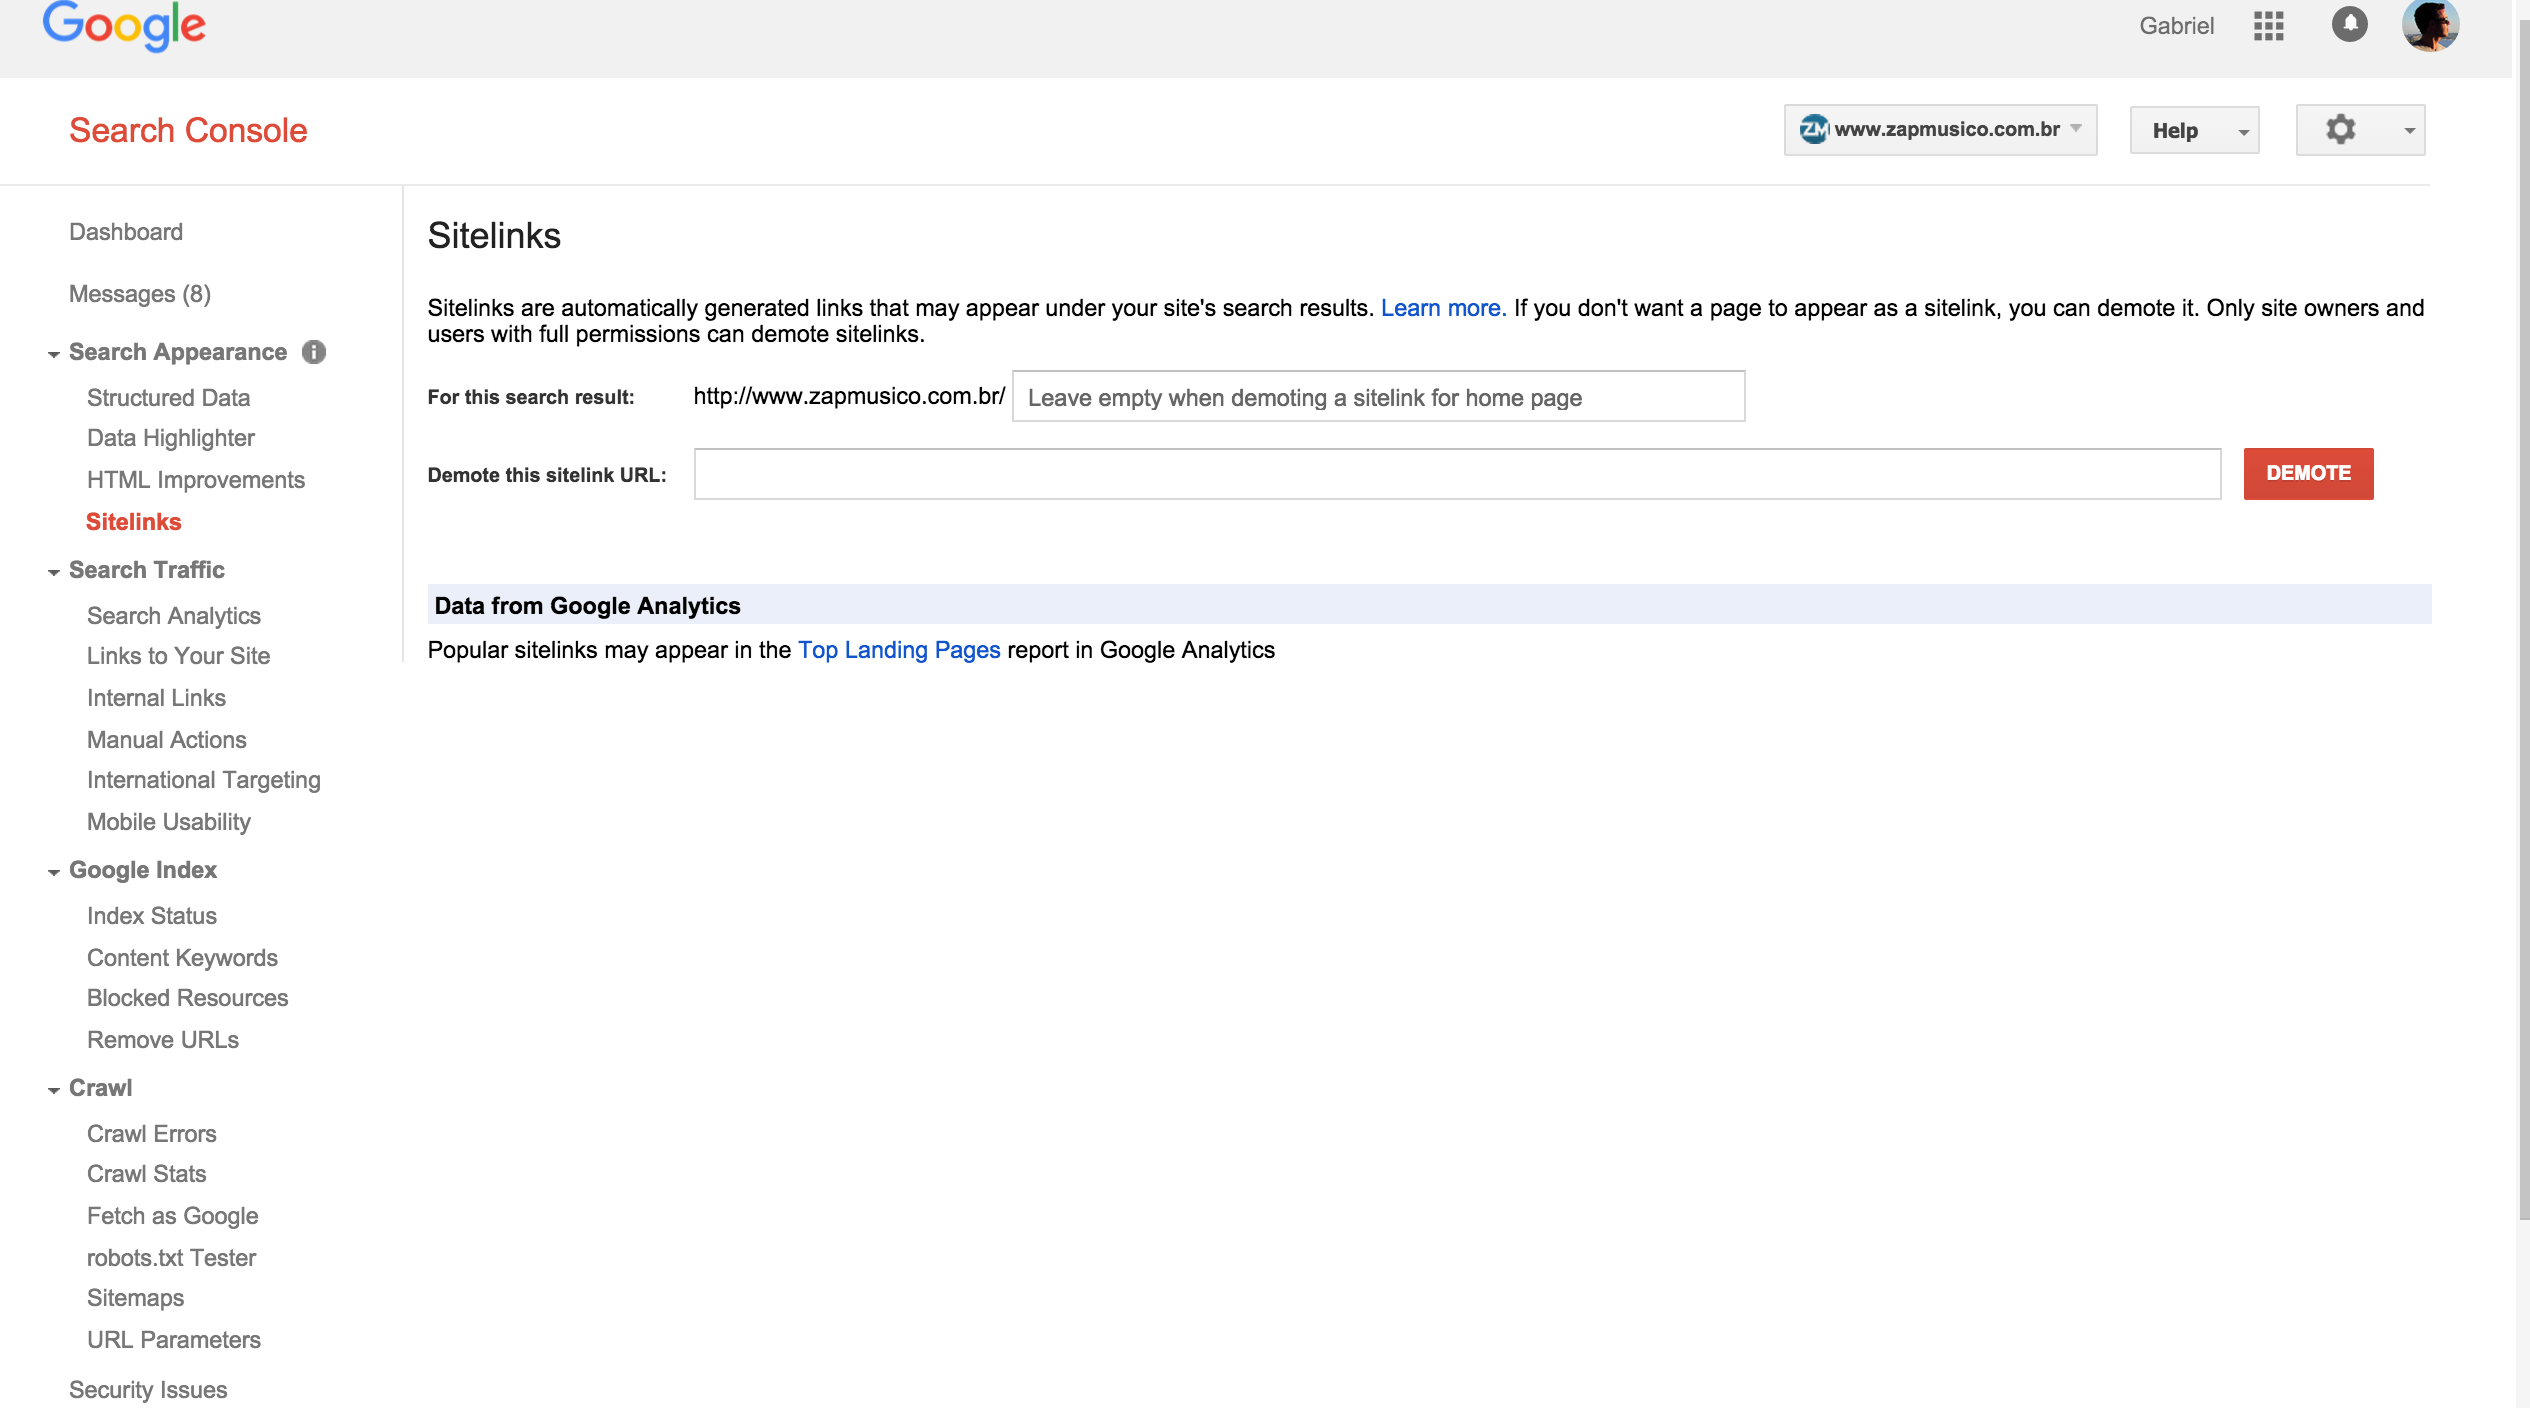 Google
Gabriel
Search Console
ZM www.zapmusico.com.br
Help
Dashboard
Messages (8)
Search Appearance i
Structured Data
Data Highlighter
HTML Improvements
Sitelinks
Search Traffic
Search Analytics
Links to Your Site
Internal Links
Manual Actions
International Targeting
Mobile Usability
Google Index
Index Status
Content Keywords
Blocked Resources
Remove URLs
Crawl
Crawl Errors
Crawl Stats
Fetch as Google
robots.txt Tester
Sitemaps
URL Parameters
Security Issues
Sitelinks
Sitelinks are automatically generated links that may appear under your site's search results. Learn more. If you don't want a page to appear as a sitelink, you can demote it. Only site owners and
users with full permissions can demote sitelinks.
For this search result: http://www.zapmusico.com.br/ Leave empty when demoting a sitelink for home page
Demote this sitelink URL: DEMOTE
Data from Google Analytics
Popular sitelinks may appear in the Top Landing Pages report in Google Analytics